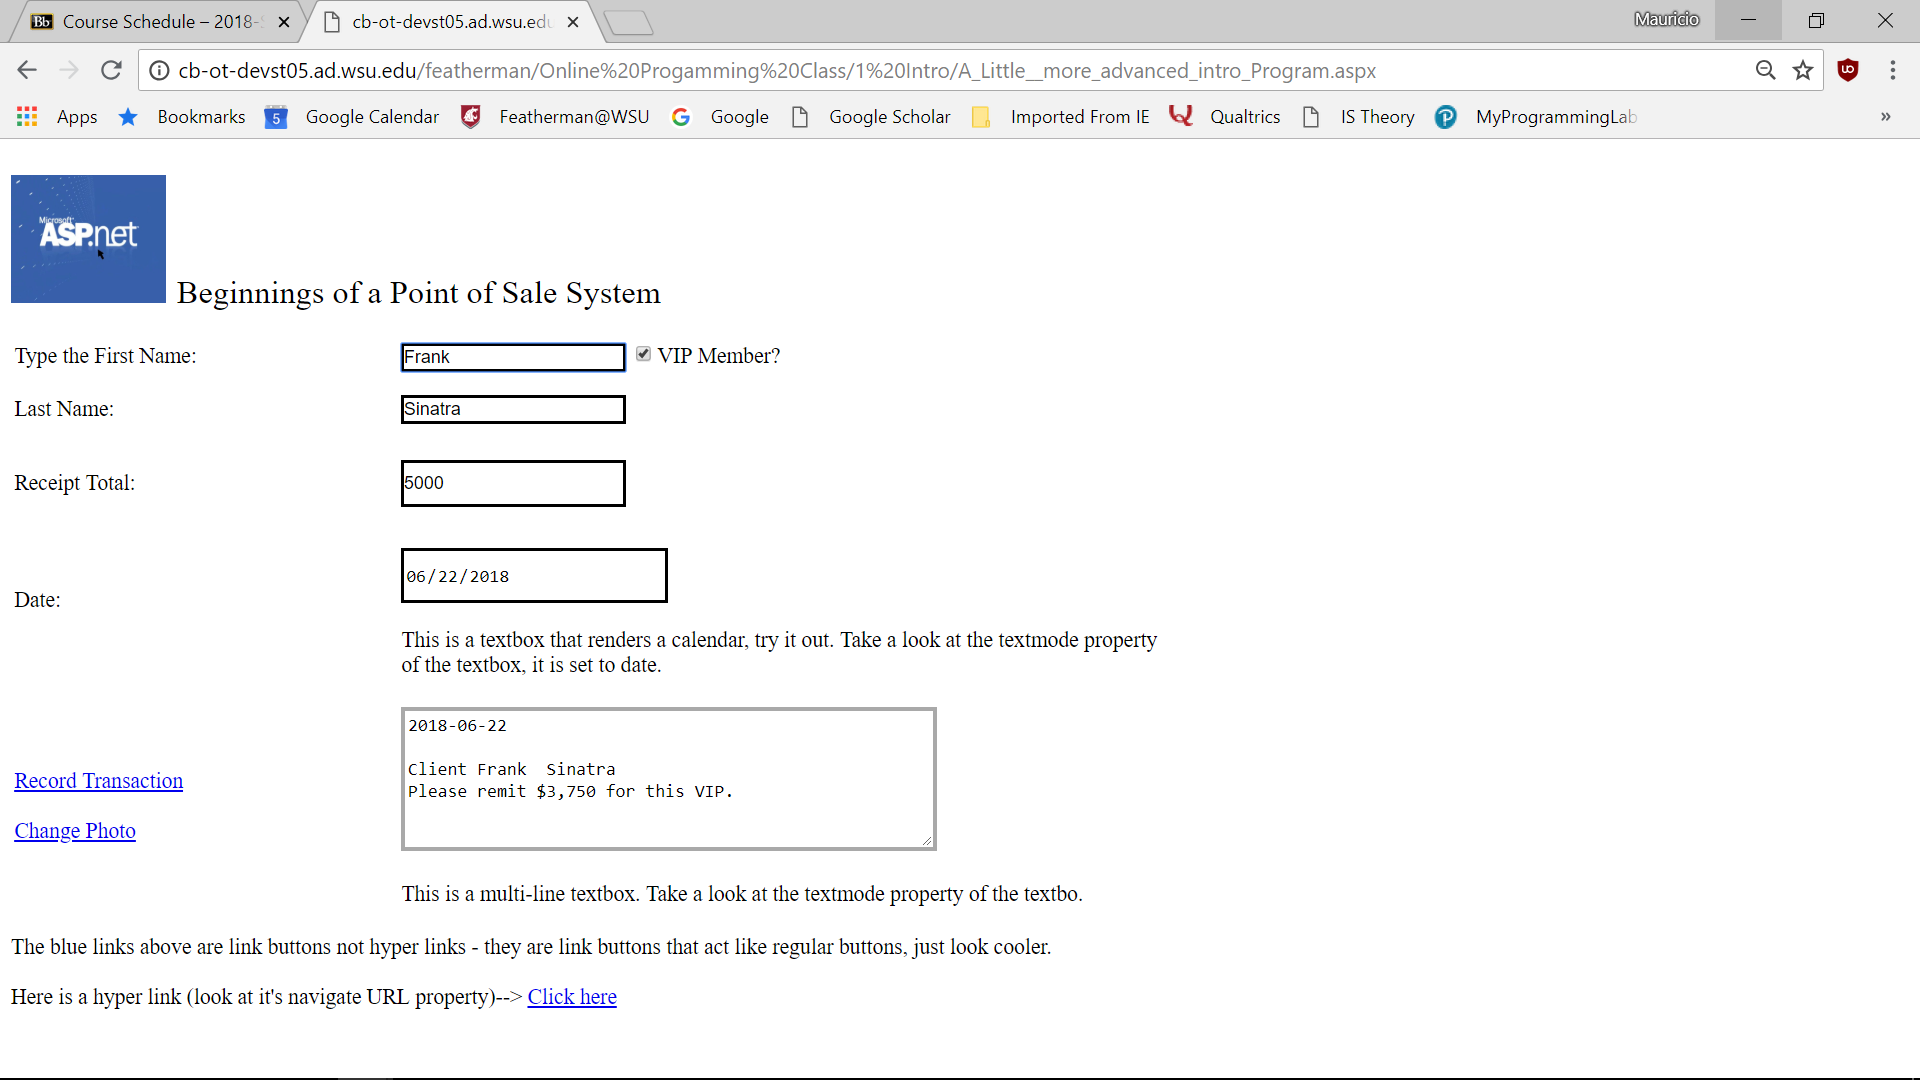 Course Schedule – 2018-
cb-ot-devst05.ad.wsu.edu
Mauricio
cb-ot-devst05.ad.wsu.edu/featherman/Online%20Progamming%20Class/1%20Intro/A_Little__more_advanced_intro_Program.aspx
Apps Bookmarks 5 Google Calendar Featherman@WSU Google Google Scholar Imported From IE Qualtrics IS Theory MyProgrammingLab »
Microsoft
ASP.net
Beginnings of a Point of Sale System
Type the First Name: Frank VIP Member?
Last Name: Sinatra
Receipt Total: 5000
06/22/2018
Date:
This is a textbox that renders a calendar, try it out. Take a look at the textmode property
of the textbox, it is set to date.
2018-06-22
Client Frank  Sinatra
Record Transaction
Please remit $3,750 for this VIP.
Change Photo
This is a multi-line textbox. Take a look at the textmode property of the textbo.
The blue links above are link buttons not hyper links - they are link buttons that act like regular buttons, just look cooler.
Here is a hyper link (look at it's navigate URL property)--> Click here